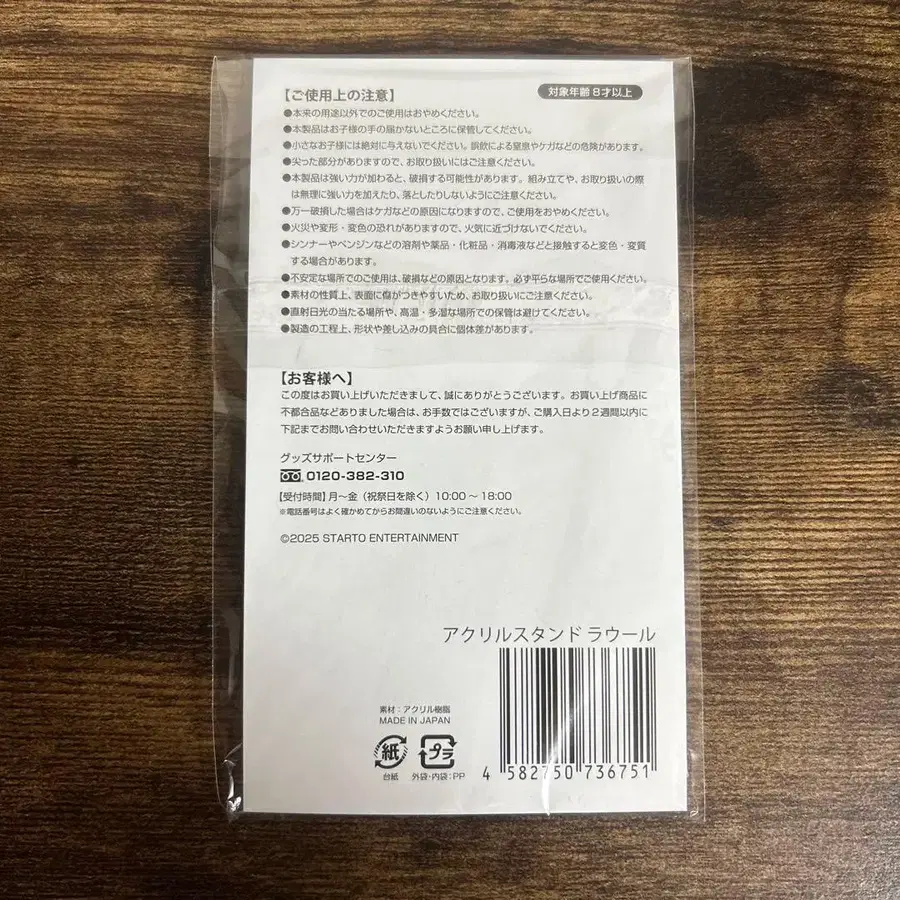 【ご使用上の注意】
対象年齢8才以上
●本来の用途以外でのご使用はおやめください。
●本製品はお子様の手の届かないところに保管してください。
●小さなお子様には絶対に与えないでください。誤飲による窒息やケガなどの危険があります。
●尖った部分がありますので、お取り扱いにはご注意ください。
●本製品は強い力が加わると、破損する可能性があります。組み立てや、お取り扱いの際
は無理に強い力を加えたり、落としたりしないようにご注意ください。
●万一破損した場合はケガなどの原因になりますので、ご使用をおやめください。
●火災や変形・変色の恐れがありますので、火気に近づけないでください。
●シンナーやベンジンなどの溶剤や薬品・化粧品・消毒液などと接触すると変色・変質
する場合があります。
●不安定な場所でのご使用は、破損などの原因となります。必ず平らな場所でご使用ください。
●素材の性質上、表面に傷がつきやすいため、お取り扱いにご注意ください。
●直射日光の当たる場所や、高温・多湿な場所での保管は避けてください。
●製造の工程上、形状や差し込みの具合に個体差があります。
【お客様へ】
この度はお買い上げいただきまして、誠にありがとうございます。お買い上げ商品に
不都合品などありました場合は、お手数ではございますが、ご購入日より2週間以内に
下記までお問い合わせいただきますようお願い申し上げます。
グッズサポートセンター
0120-382-310
【受付時間】月～金（祝祭日を除く）10:00～18:00
※電話番号はよく確かめてからお間違いのないようにご注意ください。
©2025 STARTO ENTERTAINMENT
アクリルスタンド ラウール
素材：アクリル樹脂
MADE IN JAPAN
紙
プラ
台紙
外袋・内袋：PP
4 582750 736751